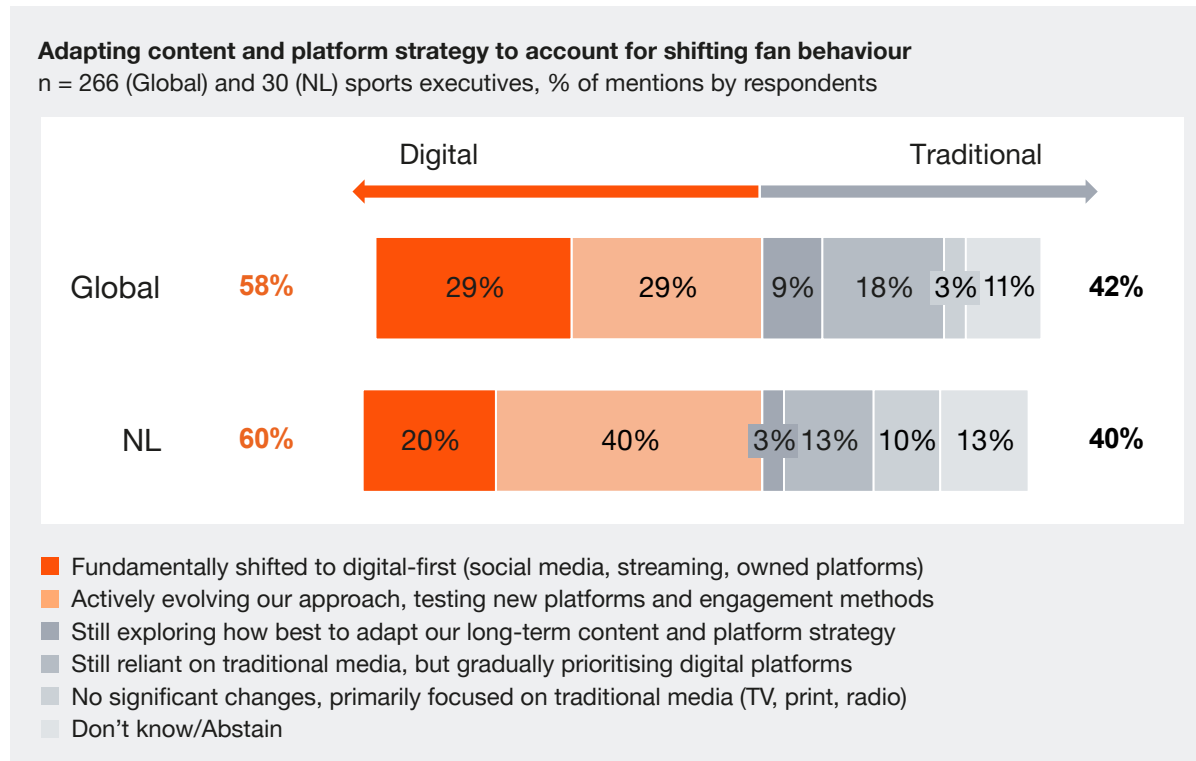 Adapting content and platform strategy to account for shifting fan behaviour
n = 266 (Global) and 30 (NL) sports executives, % of mentions by respondents
Digital Traditional
Global 58% 29% 29% 9% 18% 3% 11% 42%
NL 60% 20% 40% 3% 13% 10% 13% 40%
Fundamentally shifted to digital-first (social media, streaming, owned platforms)
Actively evolving our approach, testing new platforms and engagement methods
Still exploring how best to adapt our long-term content and platform strategy
Still reliant on traditional media, but gradually prioritising digital platforms
No significant changes, primarily focused on traditional media (TV, print, radio)
Don’t know/Abstain